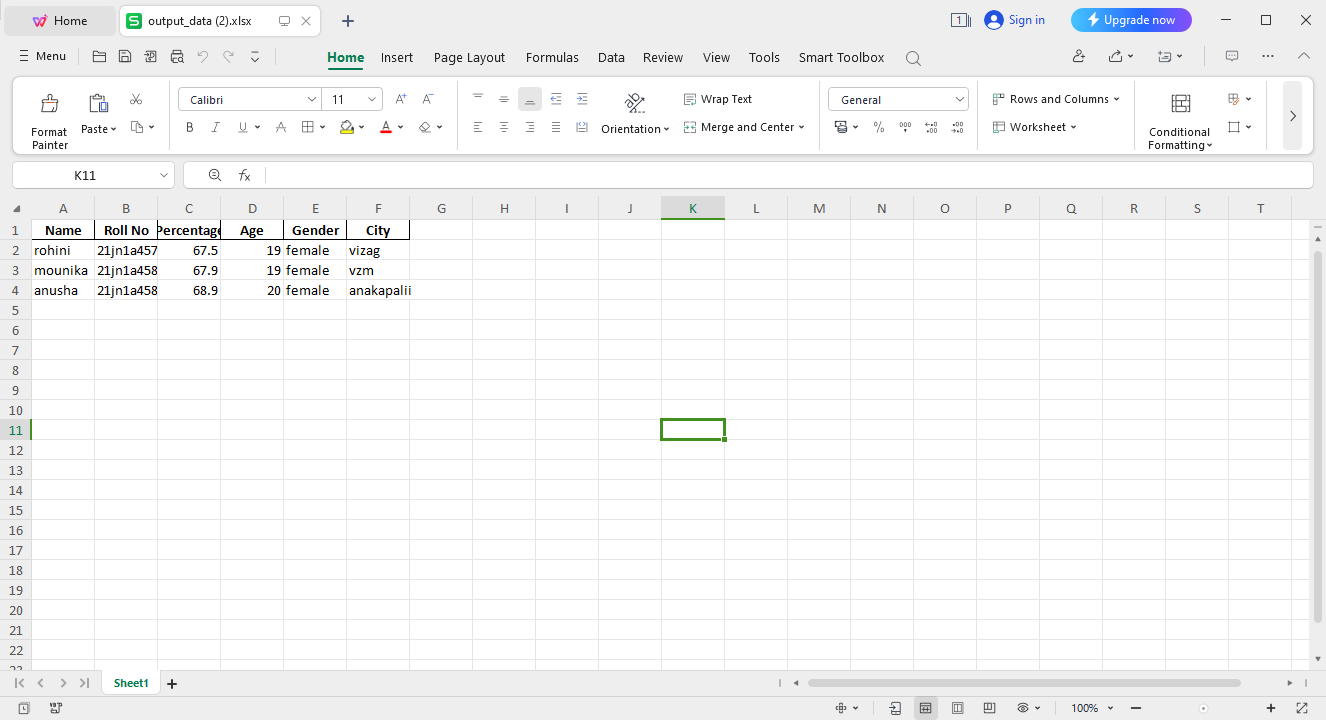 Home output_data (2).xlsx 1 Sign in Upgrade now
Menu Home Insert Page Layout Formulas Data Review View Tools Smart Toolbox
Calibri 11 Wrap Text General Rows and Columns
Format Painter Paste B I U A Orientation Merge and Center Worksheet Conditional Formatting
K11 fx
A B C D E F G H I J K L M N O P Q R S T
1 Name Roll No Percentage Age Gender City
2 rohini 21jn1a457 67.5 19 female vizag
3 mounika 21jn1a458 67.9 19 female vzm
4 anusha 21jn1a458 68.9 20 female anakapalii
5
6
7
8
9
10
11
12
13
14
15
16
17
18
19
20
21
22
23
Sheet1
100%